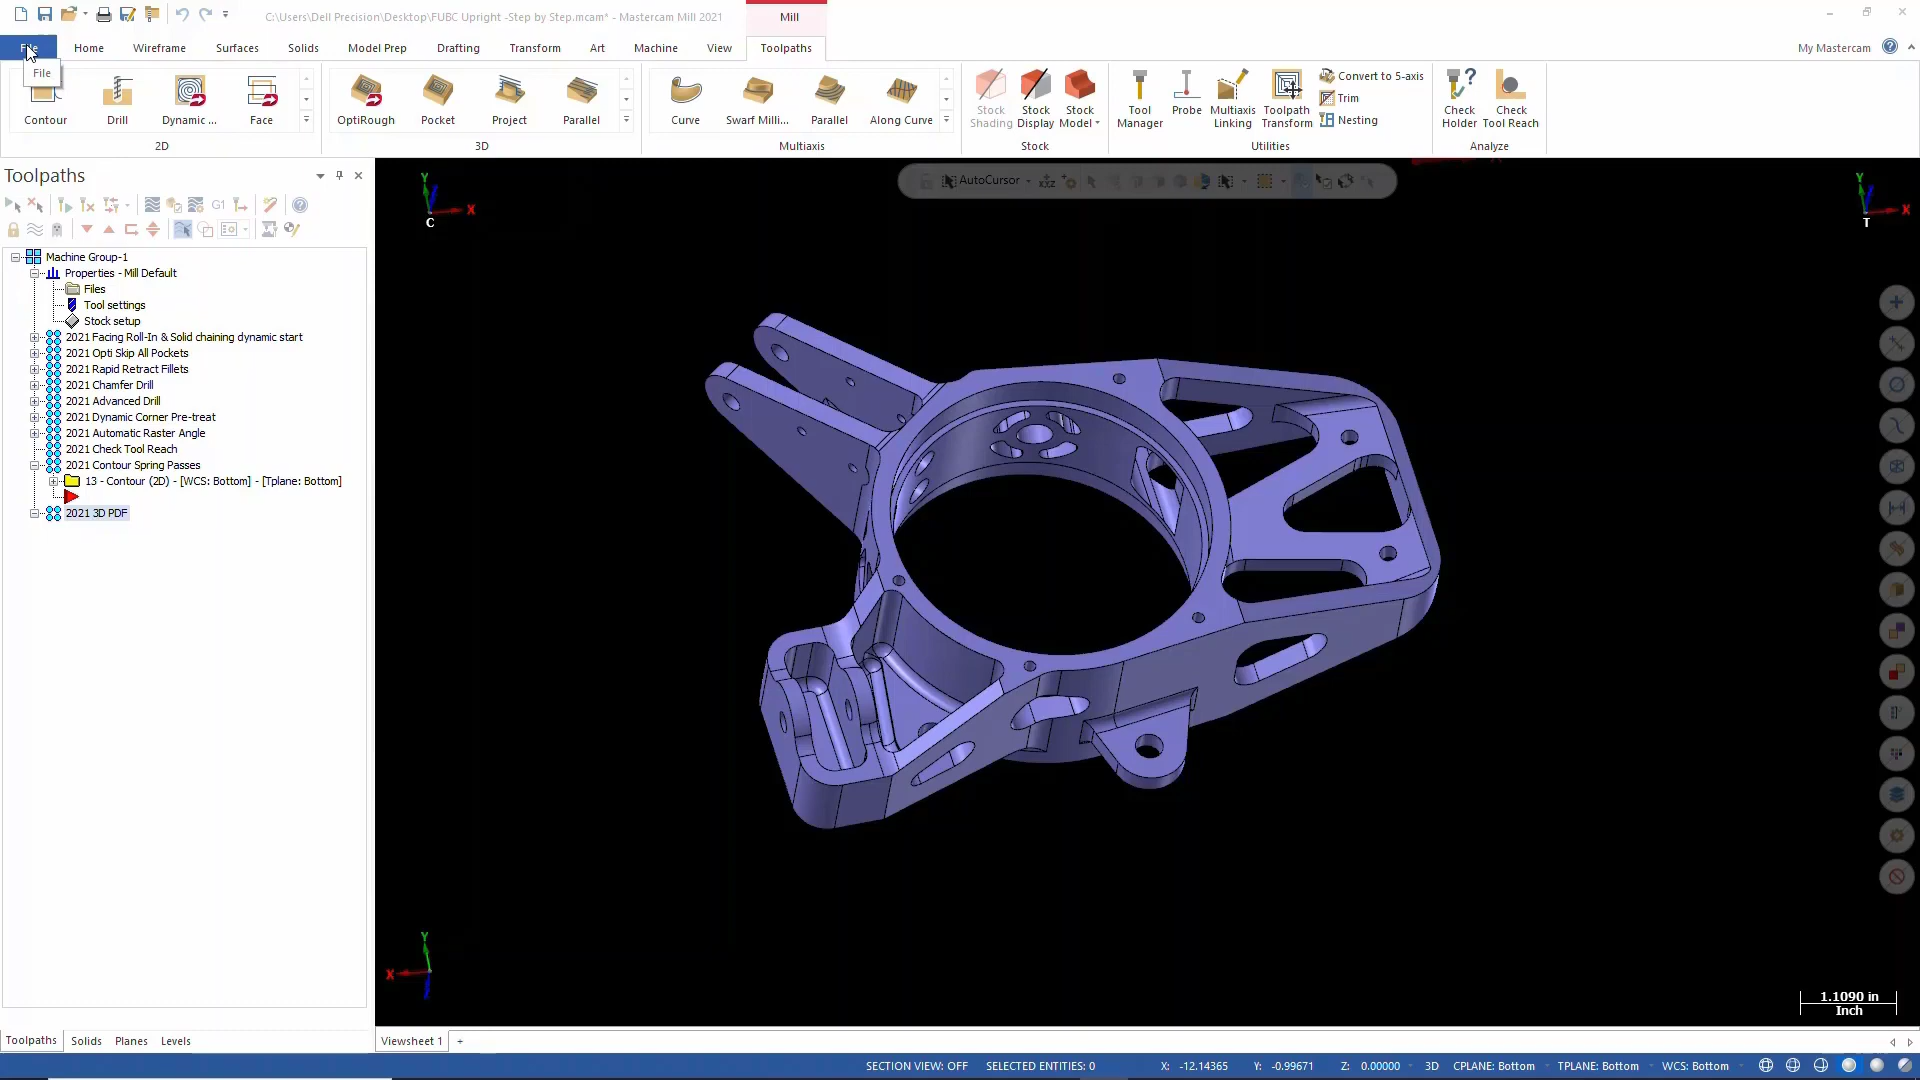 C:\Users\Dell Precision\Desktop\FUBC Upright -Step by Step.mcam* - Mastercam Mill 2021
Mill
File Home Wireframe Surfaces Solids Model Prep Drafting Transform Art Machine View Toolpaths My Mastercam
File
Contour Drill Dynamic ... Face
2D
OptiRough Pocket Project Parallel
3D
Curve Swarf Milli... Parallel Along Curve
Multiaxis
Stock Shading Stock Display Stock Model
Stock
Tool Manager Probe Multiaxis Linking Toolpath Transform
Convert to 5-axis
Trim
Nesting
Utilities
Check Holder Check Tool Reach
Analyze
Toolpaths
G1
AutoCursor
XYZ
Machine Group-1
Properties - Mill Default
Files
Tool settings
Stock setup
2021 Facing Roll-In & Solid chaining dynamic start
2021 Opti Skip All Pockets
2021 Rapid Retract Fillets
2021 Chamfer Drill
2021 Advanced Drill
2021 Dynamic Corner Pre-treat
2021 Automatic Raster Angle
2021 Check Tool Reach
2021 Contour Spring Passes
13 - Contour (2D) - [WCS: Bottom] - [Tplane: Bottom]
2021 3D PDF
Y
X
C
Y
X
T
Y
X
1.1090 in
Inch
Toolpaths Solids Planes Levels
Viewsheet 1 +
SECTION VIEW: OFF SELECTED ENTITIES: 0 X: -12.14365 Y: -0.99671 Z: 0.00000 3D CPLANE: Bottom TPLANE: Bottom WCS: Bottom